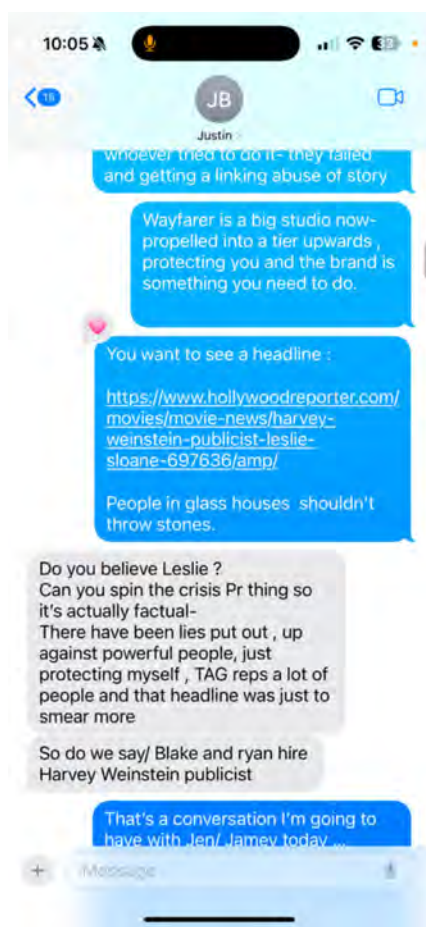 10:05
32
18
JB
Justin
whoever tried to do it- they failed
and getting a linking abuse of story
Wayfarer is a big studio now-
propelled into a tier upwards ,
protecting you and the brand is
something you need to do.
You want to see a headline :
https://www.hollywoodreporter.com/
movies/movie-news/harvey-
weinstein-publicist-leslie-
sloane-697636/amp/
People in glass houses shouldn't
throw stones.
Do you believe Leslie ?
Can you spin the crisis Pr thing so
it's actually factual-
There have been lies put out , up
against powerful people, just
protecting myself , TAG reps a lot of
people and that headline was just to
smear more
So do we say/ Blake and ryan hire
Harvey Weinstein publicist
That's a conversation I'm going to
have with Jen/ Jamey today ...
iMessage